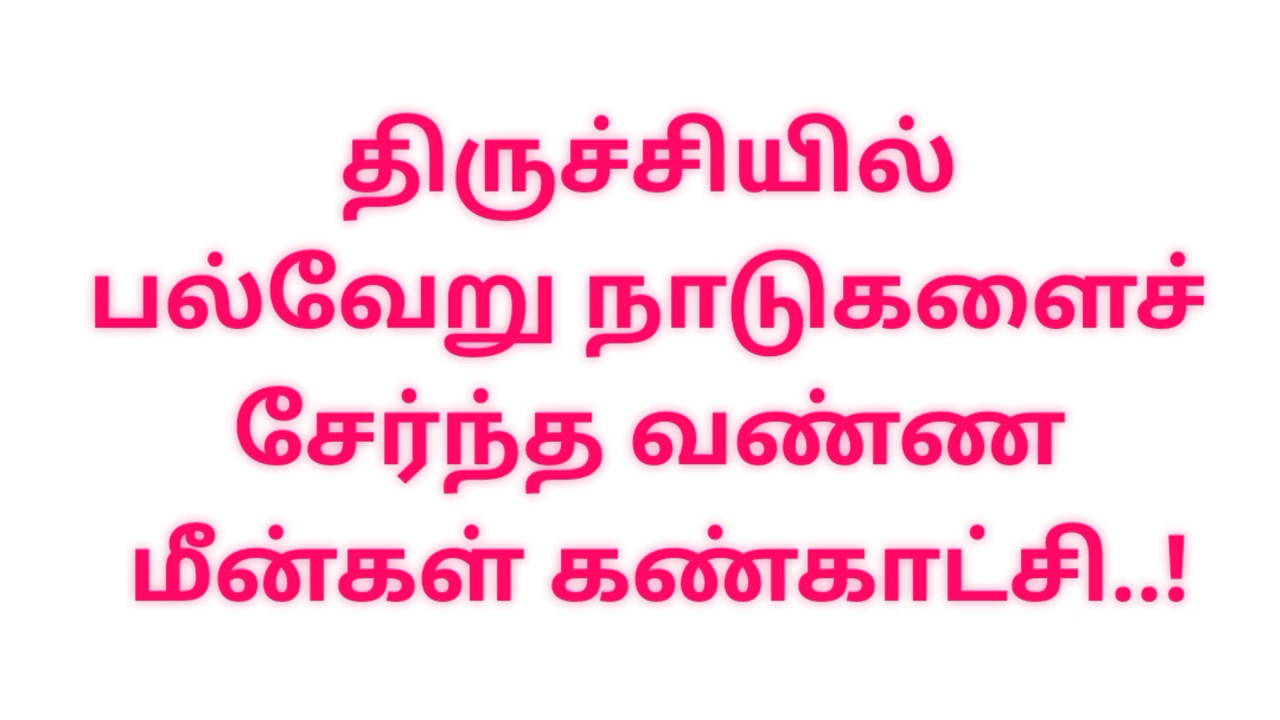 திருச்சியில்
பல்வேறு நாடுகளைச்
சேர்ந்த வண்ண
மீன்கள் கண்காட்சி..!